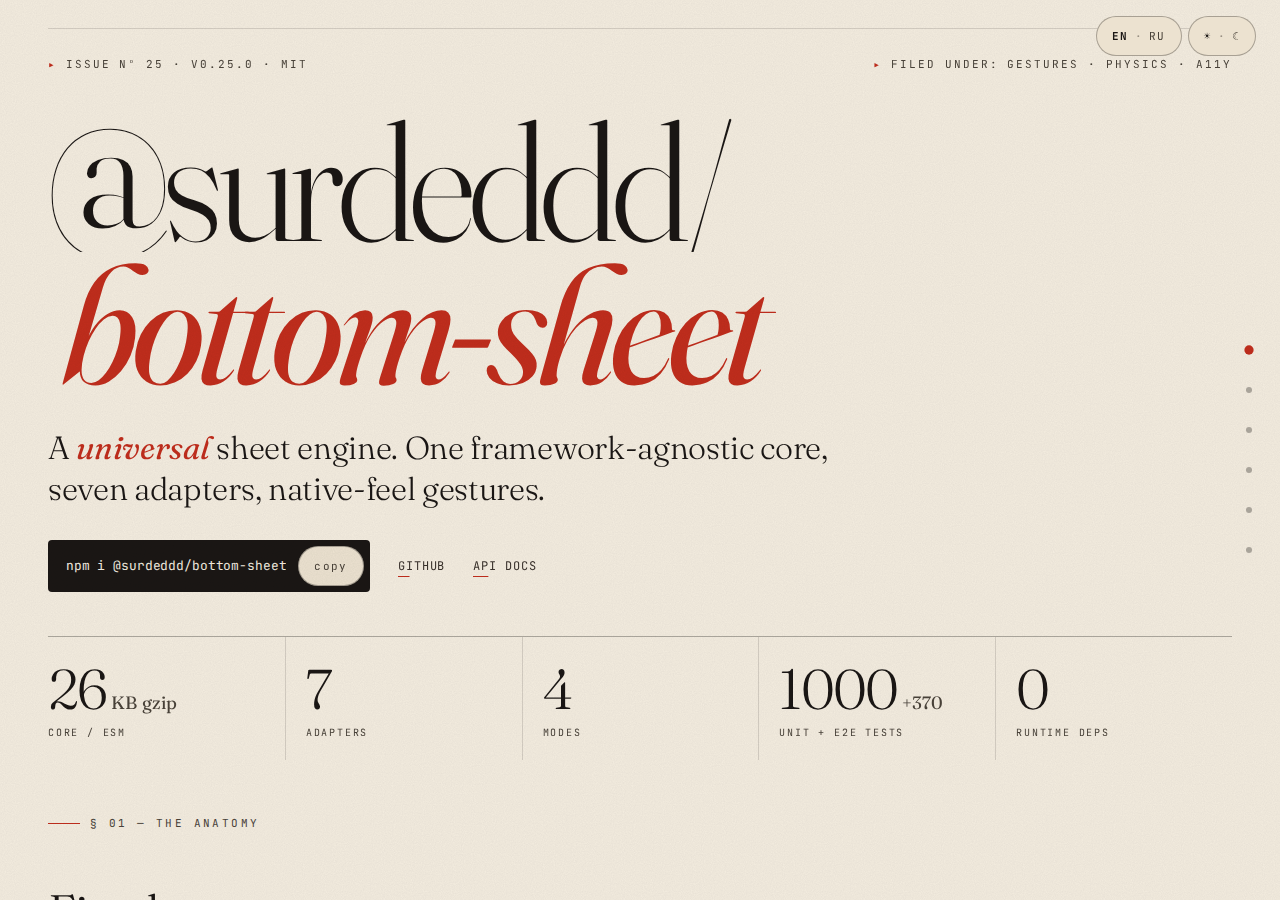 EN · RU
☀ · ☾
▸ ISSUE N° 25 · V0.25.0 · MIT
▸ FILED UNDER: GESTURES · PHYSICS · A11Y
@surdeddd/
bottom-sheet
A universal sheet engine. One framework-agnostic core,
seven adapters, native-feel gestures.
npm i @surdeddd/bottom-sheet copy
GITHUB
API DOCS
26 KB gzip
CORE / ESM
7
ADAPTERS
4
MODES
1000 +370
UNIT + E2E TESTS
0
RUNTIME DEPS
§ 01 — THE ANATOMY